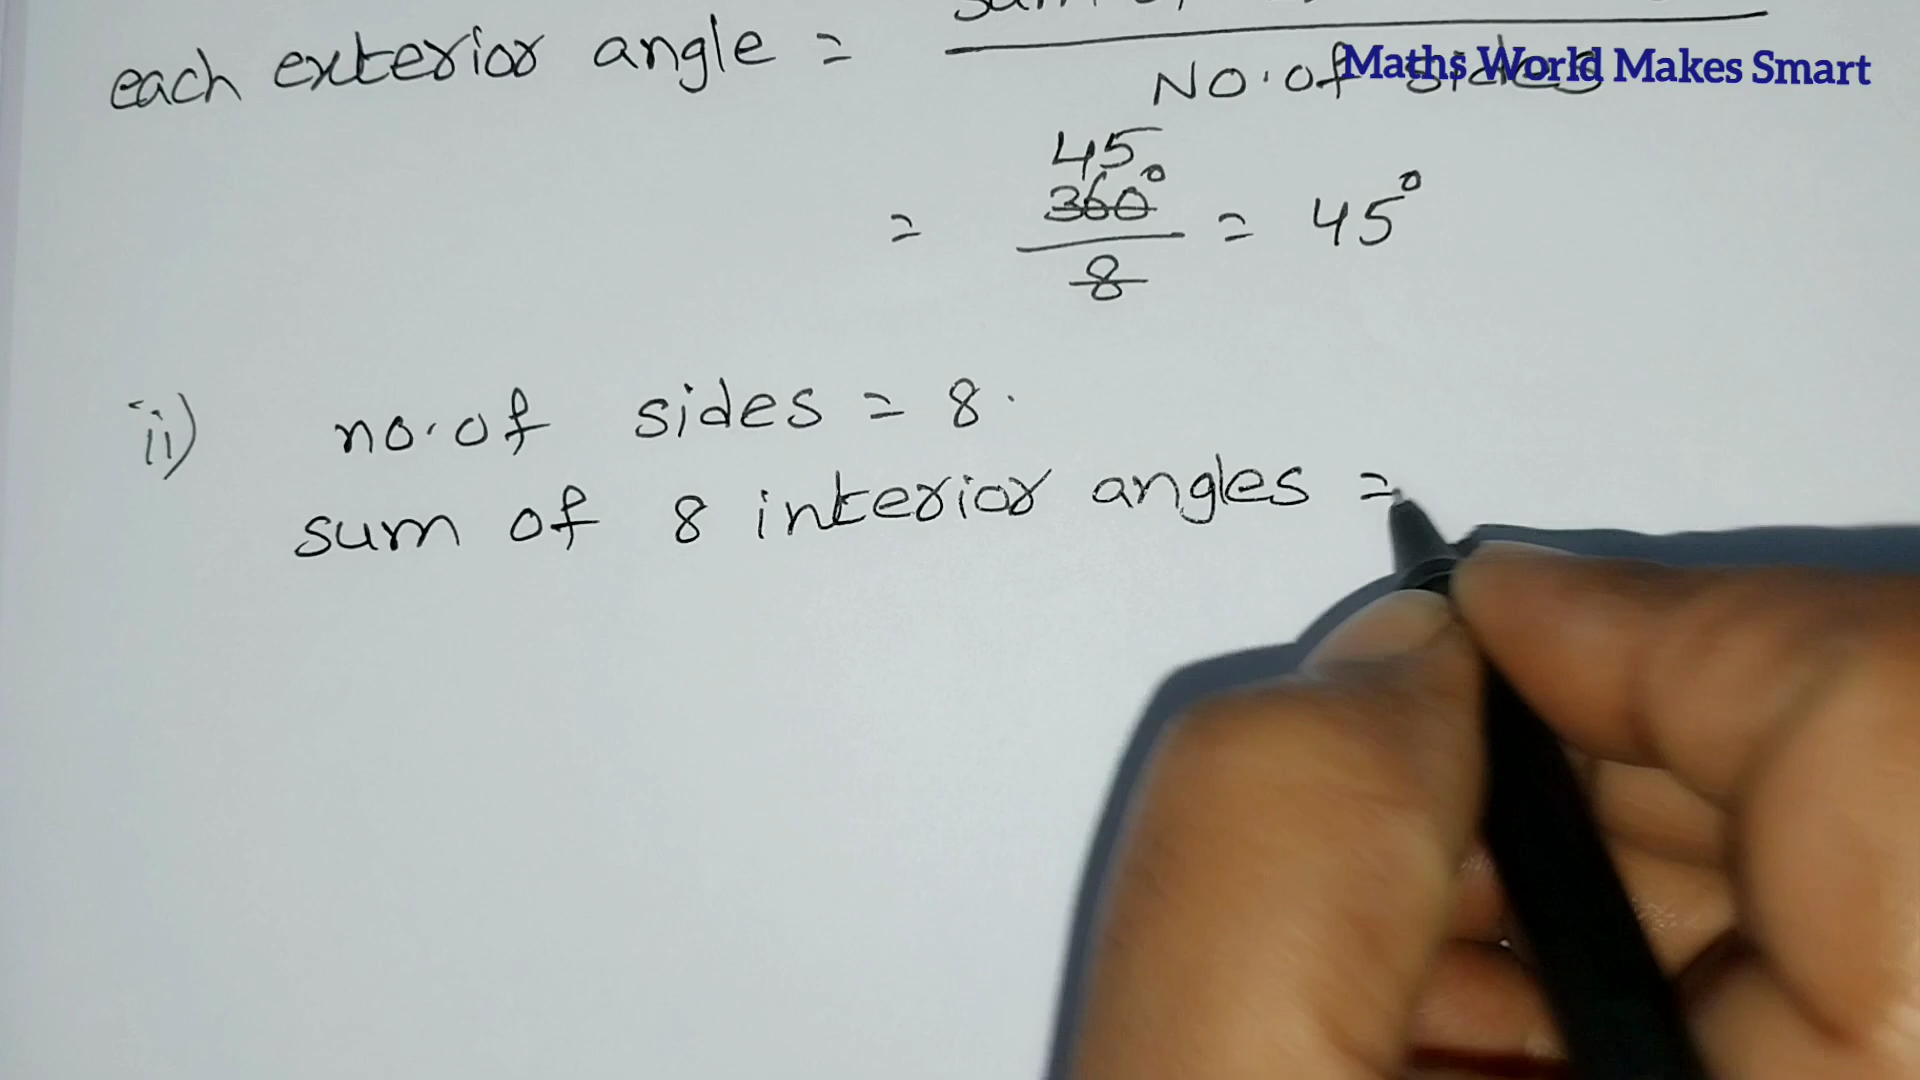 each exterior angle =
No. of sides
Maths World Makes Smart
45
= 360° = 45°
8
ii) no. of sides = 8.
sum of 8 interior angles =